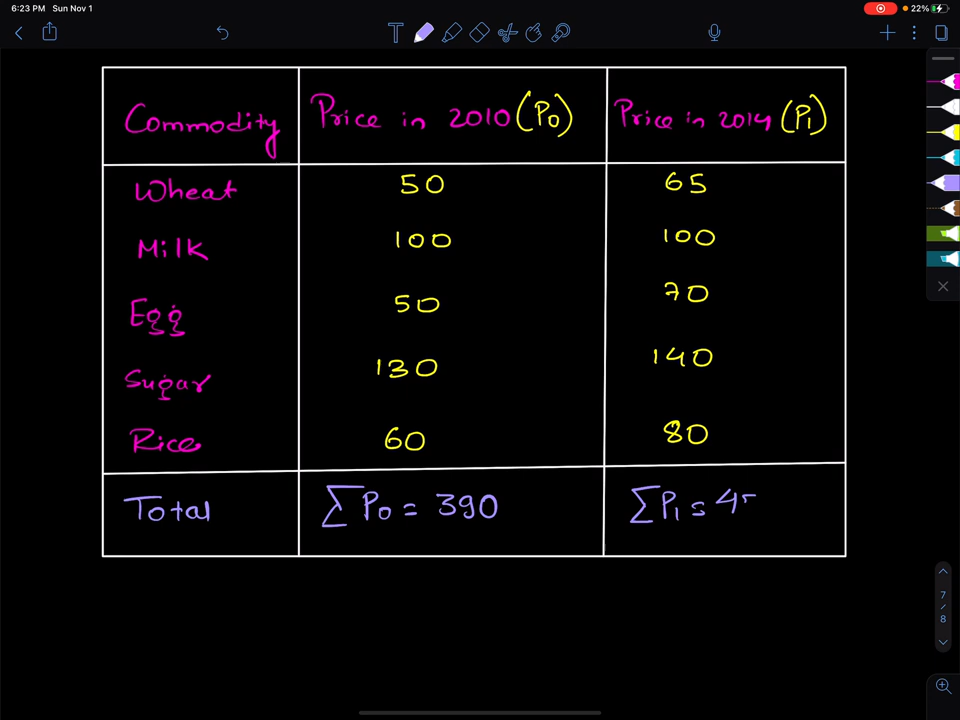 6:23 PM Sun Nov 1
22%
T
Commodity Price in 2010 (P0) Price in 2014 (P1)
Wheat 50 65
Milk 100 100
Egg 50 70
Sugar 130 140
Rice 60 80
Total ∑P0 = 390 ∑P1 =
7
/
8